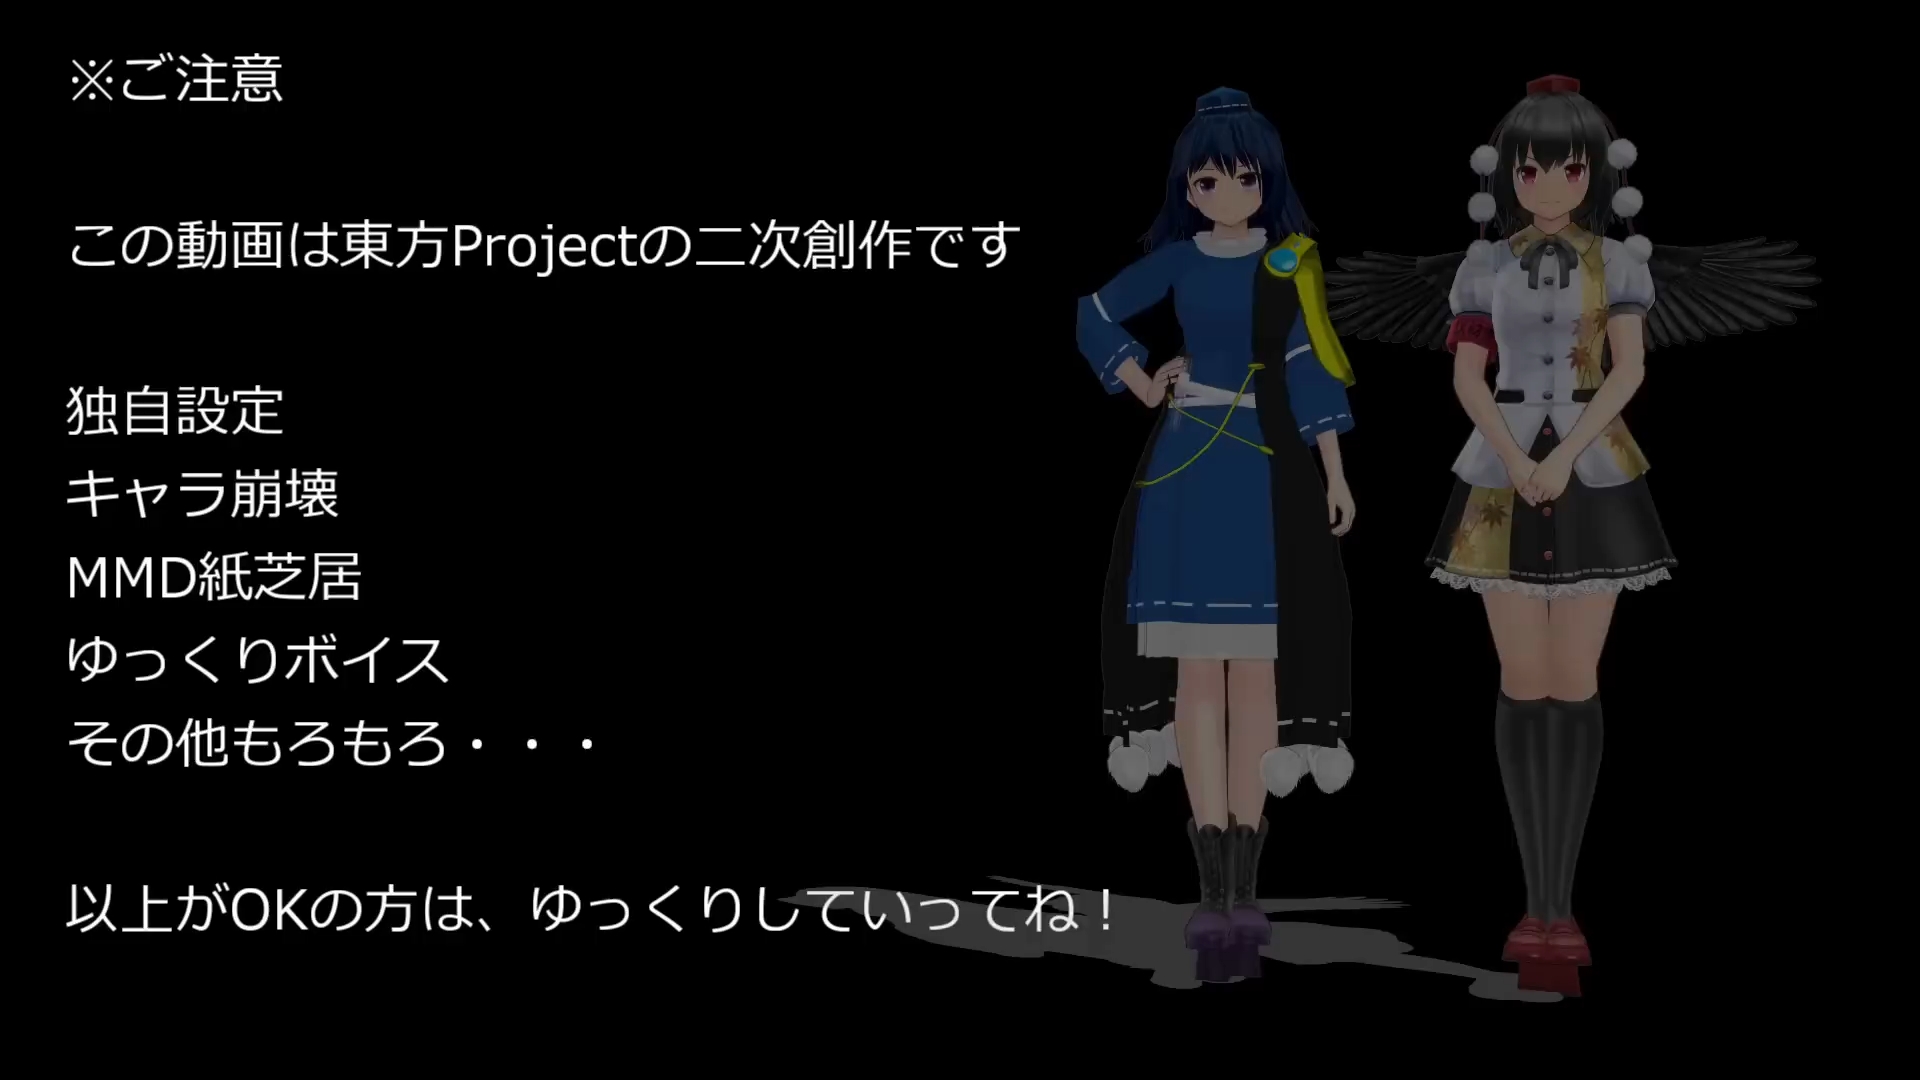 ※ご注意
この動画は東方Projectの二次創作です
独自設定
キャラ崩壊
MMD紙芝居
ゆっくりボイス
その他もろもろ・・・
以上がOKの方は、ゆっくりしていってね！